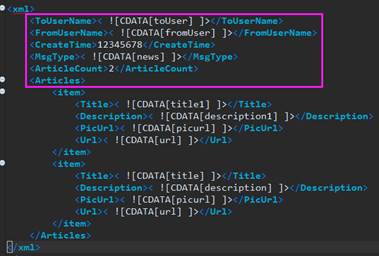 <xml>
<ToUserName>< ![CDATA[toUser] ]></ToUserName>
<FromUserName>< ![CDATA[fromUser] ]></FromUserName>
<CreateTime>12345678</CreateTime>
<MsgType>< ![CDATA[news] ]></MsgType>
<ArticleCount>2</ArticleCount>
<Articles>
<item>
<Title>< ![CDATA[title1] ]></Title>
<Description>< ![CDATA[description1] ]></Description>
<PicUrl>< ![CDATA[picurl] ]></PicUrl>
<Url>< ![CDATA[url] ]></Url>
</item>
<item>
<Title>< ![CDATA[title] ]></Title>
<Description>< ![CDATA[description] ]></Description>
<PicUrl>< ![CDATA[picurl] ]></PicUrl>
<Url>< ![CDATA[url] ]></Url>
</item>
</Articles>
</xml>